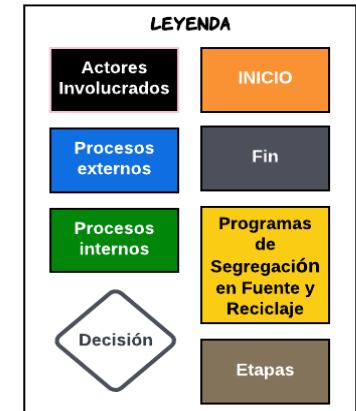 LEYENDA
Actores
Involucrados
INICIO
Procesos
externos
Fin
Procesos
internos
Programas
de
Segregación
en Fuente y
Reciclaje
Decisión
Etapas